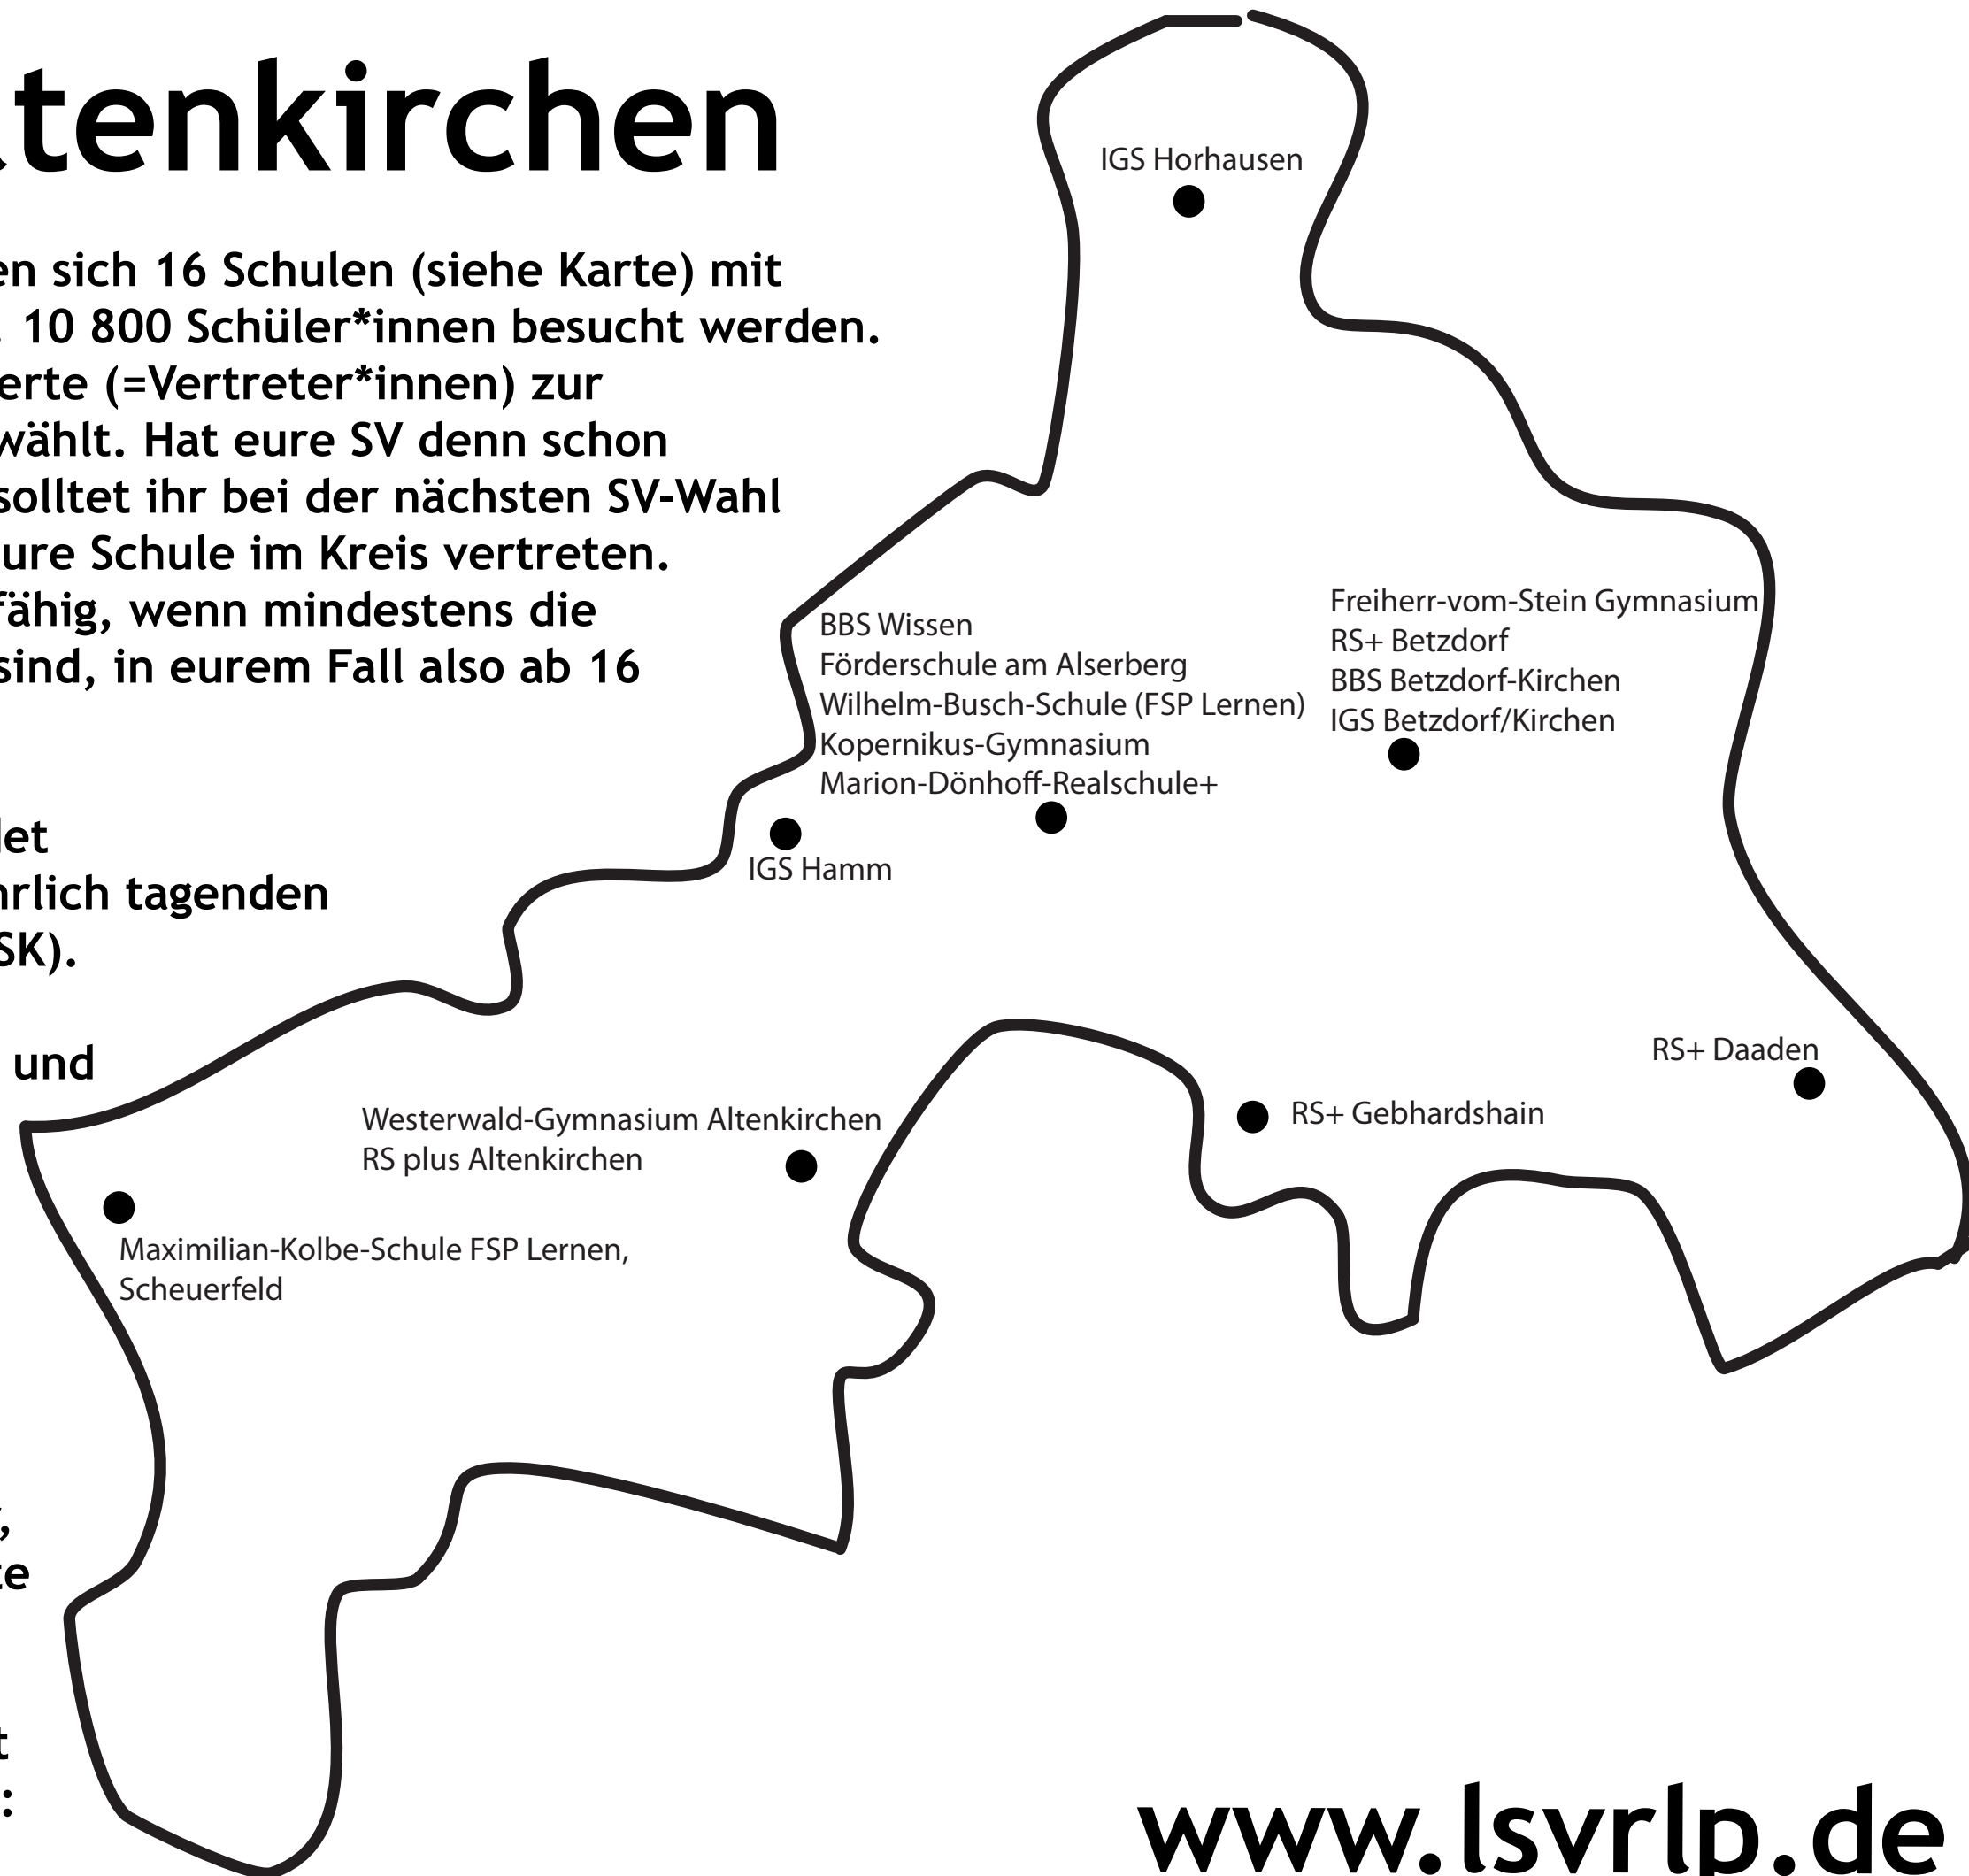 ltenkirchen
en sich 16 Schulen (siehe Karte) mit
. 10 800 Schüler*innen besucht werden.
erte (=Vertreter*innen) zur
wählt. Hat eure SV denn schon
solltet ihr bei der nächsten SV-Wahl
ure Schule im Kreis vertreten.
fähig, wenn mindestens die
sind, in eurem Fall also ab 16
det
hrlich tagenden
SK).
und
,
te
t
:
IGS Horhausen
BBS Wissen
Förderschule am Alserberg
Wilhelm-Busch-Schule (FSP Lernen)
Kopernikus-Gymnasium
Marion-Dönhoff-Realschule+
Freiherr-vom-Stein Gymnasium
RS+ Betzdorf
BBS Betzdorf-Kirchen
IGS Betzdorf/Kirchen
IGS Hamm
RS+ Daaden
RS+ Gebhardshain
Westerwald-Gymnasium Altenkirchen
RS plus Altenkirchen
Maximilian-Kolbe-Schule FSP Lernen,
Scheuerfeld
www.lsvrlp.de